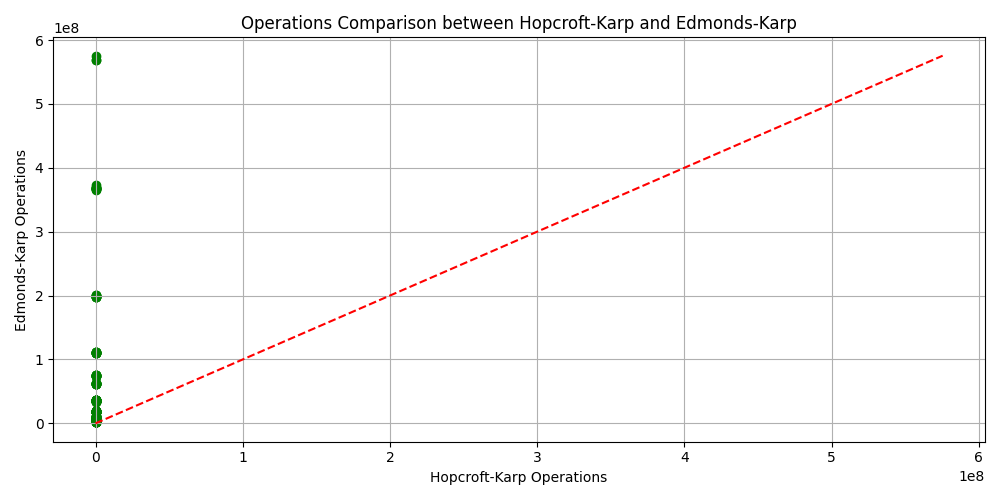 Operations Comparison between Hopcroft-Karp and Edmonds-Karp
1e8
6
5
4
3
2
1
0
Edmonds-Karp Operations
0 1 2 3 4 5 6
1e8
Hopcroft-Karp Operations